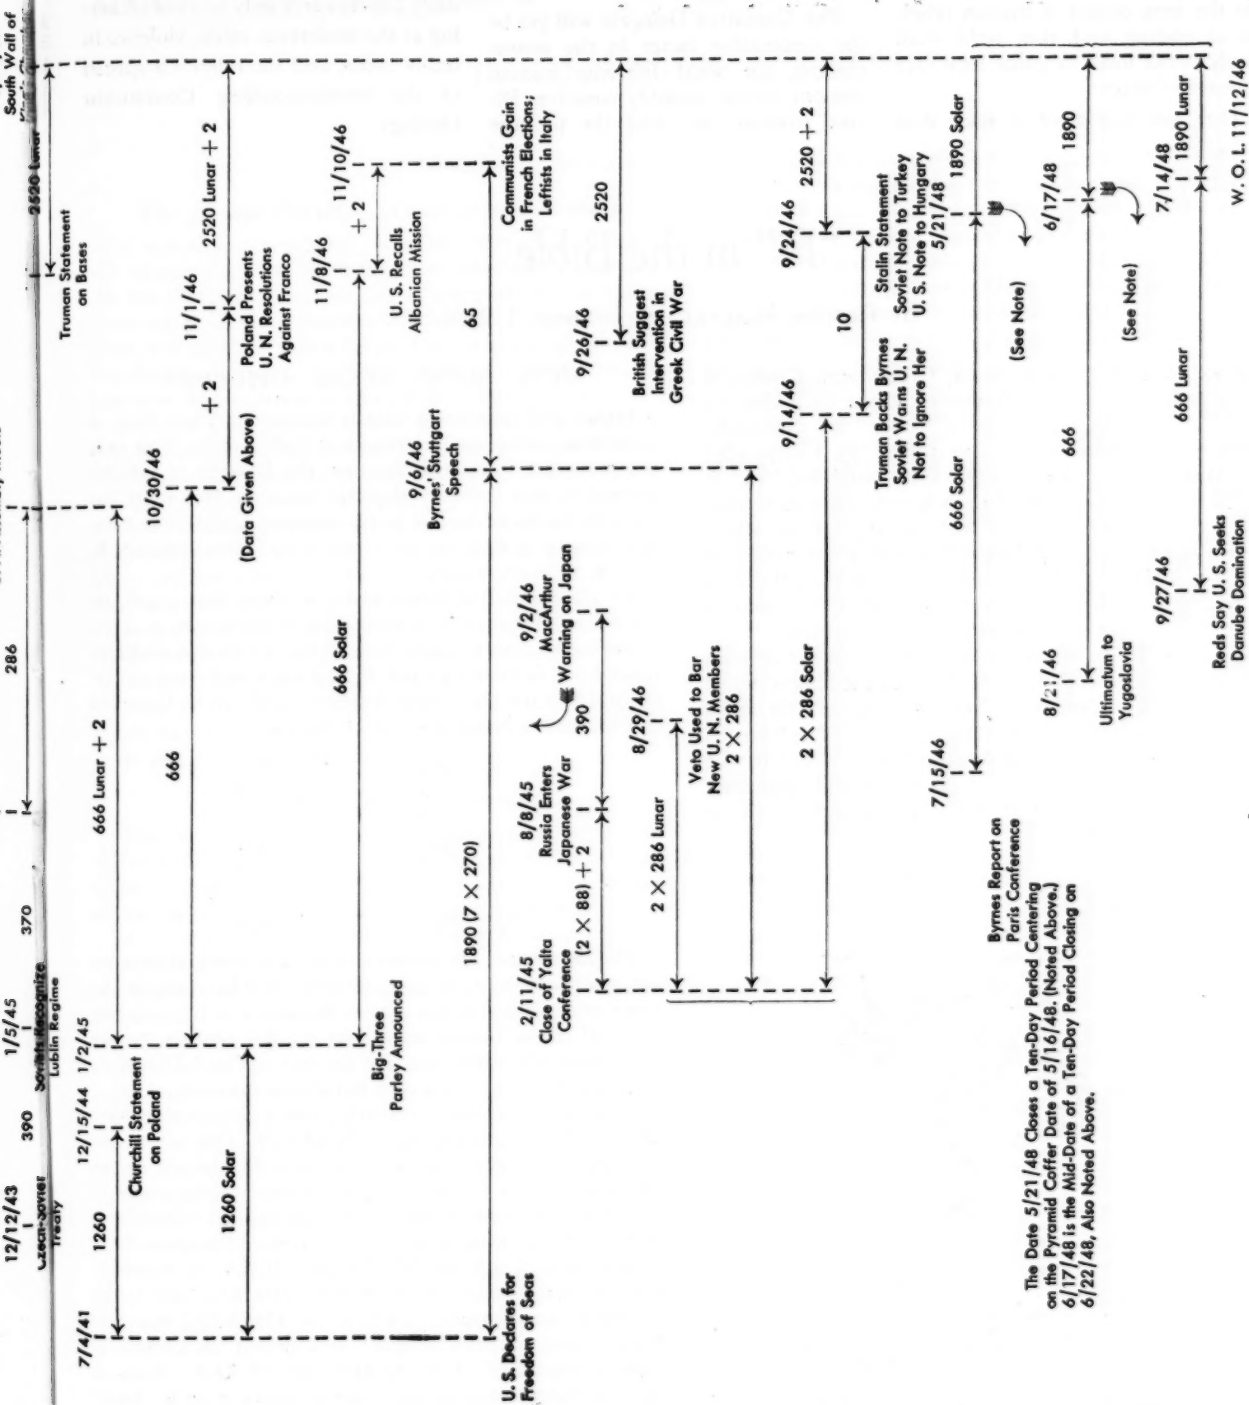 South Wall of
2520 Lunar
Truman Statement
on Bases
286
370
1/5/45
Soviets Recognize
Lublin Regime
390
12/12/43
Czech-Soviet
Treaty
666 Lunar + 2
1/2/45
12/15/44
Churchill Statement
on Poland
1260
7/4/41
2520 Lunar + 2
11/1/46
Poland Presents
U. N. Resolutions
Against Franco
+ 2
(Data Given Above)
10/30/46
666
1260 Solar
11/10/46
+ 2
11/8/46
U. S. Recalls
Albanian Mission
666 Solar
Big-Three
Parley Announced
Communists Gain
in French Elections;
Leftists in Italy
65
9/6/46
Byrnes' Stuttgart
Speech
1890 (7 × 270)
U. S. Declares for
Freedom of Seas
2520
9/26/46
British Suggest
Intervention in
Greek Civil War
9/2/46
MacArthur
Warning on Japan
390
8/8/45
Russia Enters
Japanese War
(2 × 88) + 2
2/11/45
Close of Yalta
Conference
8/29/46
Veto Used to Bar
New U. N. Members
2 × 286 Lunar
2 × 286
2 × 286 Solar
2520 + 2
9/24/46
Stalin Statement
Soviet Note to Turkey
U. S. Note to Hungary
10
9/14/46
Truman Backs Byrnes
Soviet Warns U. N.
Not to Ignore Her
1890 Solar
5/21/48
(See Note)
666 Solar
7/15/46
Byrnes Report on
Paris Conference
1890
6/17/48
(See Note)
666
8/21/46
Ultimatum to
Yugoslavia
1890 Lunar
7/14/48
666 Lunar
9/27/46
Reds Say U. S. Seeks
Danube Domination
The Date 5/21/48 Closes a Ten-Day Period Centering
on the Pyramid Coffer Date of 5/16/48. (Noted Above.)
6/17/48 is the Mid-Date of a Ten-Day Period Closing on
6/22/48, Also Noted Above.
W. O. L. 11/12/46